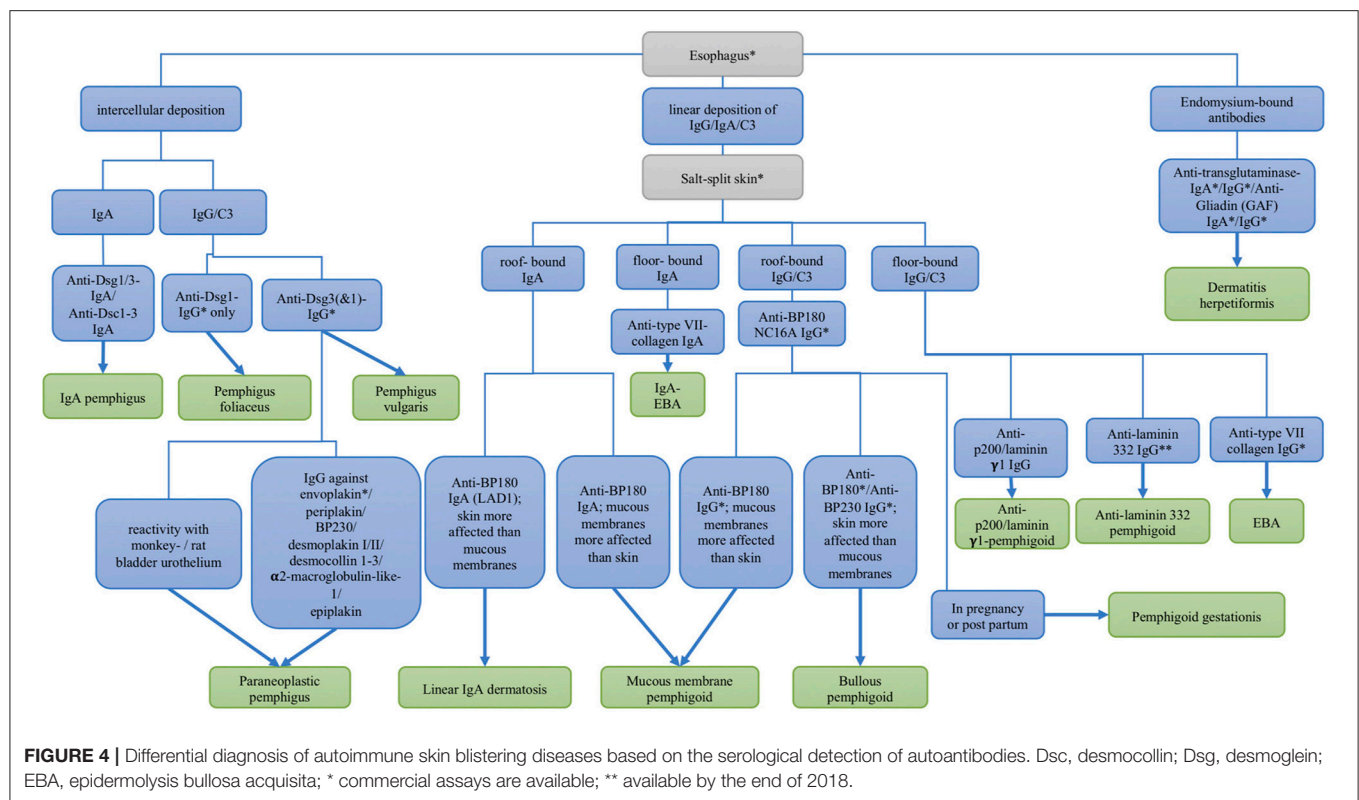 Esophagus*
intercellular deposition
linear deposition of
IgG/IgA/C3
Endomysium-bound
antibodies
Salt-split skin*
Anti-transglutaminase-
IgA*/IgG*/Anti-
Gliadin (GAF)
IgA*/IgG*
IgA
IgG/C3
roof- bound
IgA
floor- bound
IgA
roof-bound
IgG/C3
floor-bound
IgG/C3
Dermatitis
herpetiformis
Anti-Dsg1/3-
IgA/
Anti-Dsc1-3
IgA
Anti-Dsg1-
IgG* only
Anti-Dsg3(&1)-
IgG*
Anti-type VII-
collagen IgA
Anti-BP180
NC16A IgG*
IgA pemphigus
Pemphigus
foliaceus
Pemphigus
vulgaris
IgA-
EBA
Anti-
p200/laminin
γ1 IgG
Anti-laminin
332 IgG**
Anti-type VII
collagen IgG*
reactivity with
monkey- / rat
bladder urothelium
IgG against
envoplakin*/
periplakin/
BP230/
desmoplakin I/II/
desmocollin 1-3/
α2-macroglobulin-like-
1/
epiplakin
Anti-BP180
IgA (LAD1);
skin more
affected than
mucous
membranes
Anti-BP180
IgA; mucous
membranes
more affected
than skin
Anti-BP180
IgG*; mucous
membranes
more affected
than skin
Anti-
BP180*/Anti-
BP230 IgG*;
skin more
affected than
mucous
membranes
Anti-
p200/laminin
γ1-pemphigoid
Anti-laminin 332
pemphigoid
EBA
In pregnancy
or post partum
Pemphigoid gestationis
Paraneoplastic
pemphigus
Linear IgA dermatosis
Mucous membrane
pemphigoid
Bullous
pemphigoid
FIGURE 4 | Differential diagnosis of autoimmune skin blistering diseases based on the serological detection of autoantibodies. Dsc, desmocollin; Dsg, desmoglein;
EBA, epidermolysis bullosa acquisita; * commercial assays are available; ** available by the end of 2018.